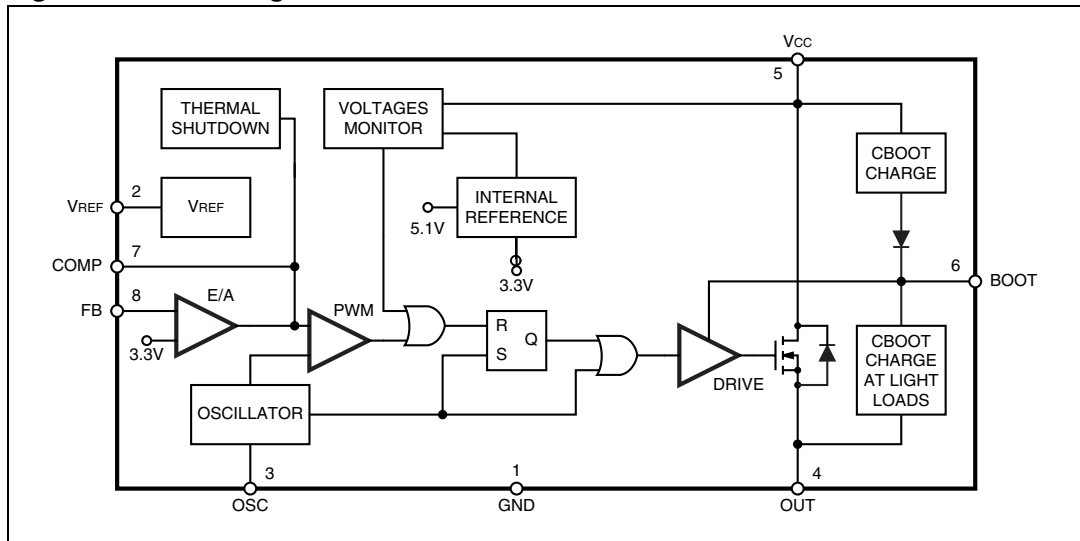 VCC
5
THERMAL
SHUTDOWN
VOLTAGES
MONITOR
CBOOT
CHARGE
VREF
2
VREF
INTERNAL
REFERENCE
5.1V
3.3V
COMP
7
6
BOOT
FB
8
E/A
3.3V
PWM
R
S
Q
DRIVE
CBOOT
CHARGE
AT LIGHT
LOADS
OSCILLATOR
3
OSC
1
GND
4
OUT